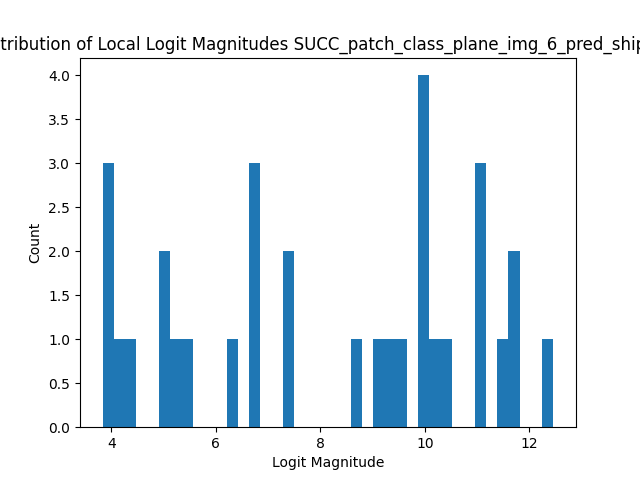 tribution of Local Logit Magnitudes SUCC_patch_class_plane_img_6_pred_ship
4.0
3.5
3.0
2.5
2.0
1.5
1.0
0.5
0.0
Count
4 6 8 10 12
Logit Magnitude